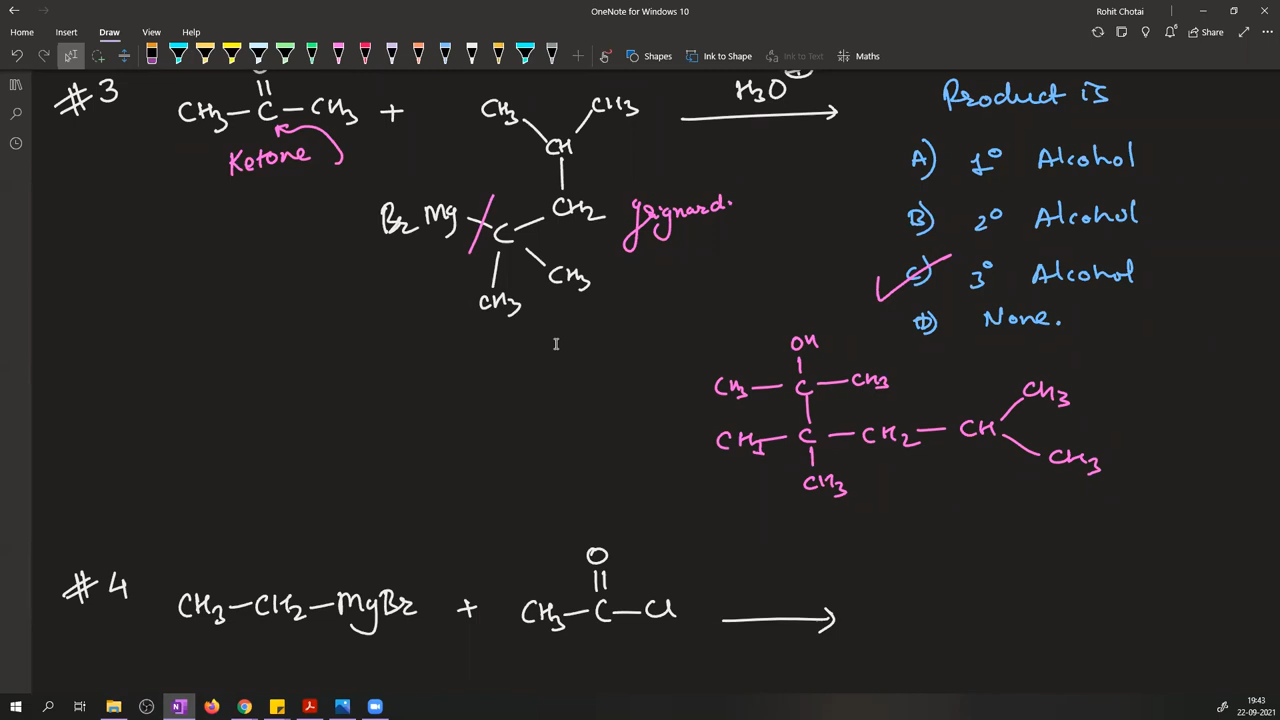 OneNote for Windows 10
Rohit Chotai
Home Insert Draw View Help
Share
Shapes Ink to Shape Ink to Text Maths
#3
O
CH3 — C — CH3 +
Ketone
CH3 CH3
CH
CH2
Br Mg C
CH3
CH3
Grignard.
H3O⊕
Product is
A) 1° Alcohol
B) 2° Alcohol
C) 3° Alcohol
D) None.
OH
CH3 — C — CH3
CH3 — C — CH2 — CH
CH3
CH3
CH3
#4
CH3 — CH2 — MgBr +
O
CH3 — C — Cl
19:43
22-09-2021